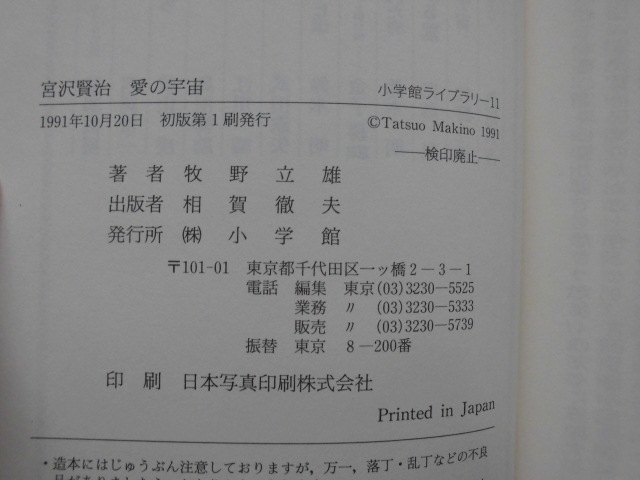 宮沢賢治 愛の宇宙
小学館ライブラリー11
1991年10月20日 初版第1刷発行
©Tatsuo Makino 1991
―検印廃止―
著者 牧野立雄
出版者 相賀徹夫
発行所 ㈱ 小学館
〒101-01 東京都千代田区一ッ橋2-3-1
電話 編集 東京(03)3230-5525
業務 〃 (03)3230-5333
販売 〃 (03)3230-5739
振替 東京 8-200番
印刷 日本写真印刷株式会社
Printed in Japan
・造本にはじゅうぶん注意しておりますが，万一，落丁・乱丁などの不良